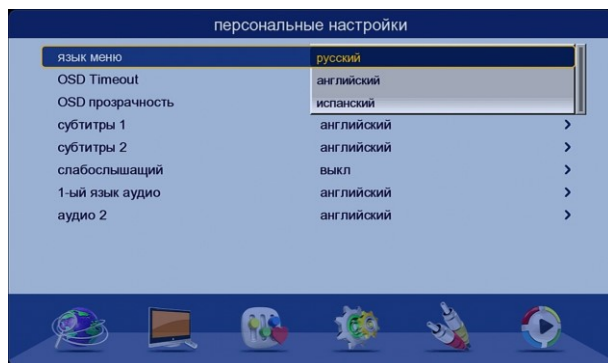 персональные настройки
язык меню русский
OSD Timeout английский
OSD прозрачность испанский
субтитры 1 английский
субтитры 2 английский
слабослышащий выкл
1-ый язык аудио английский
аудио 2 английский